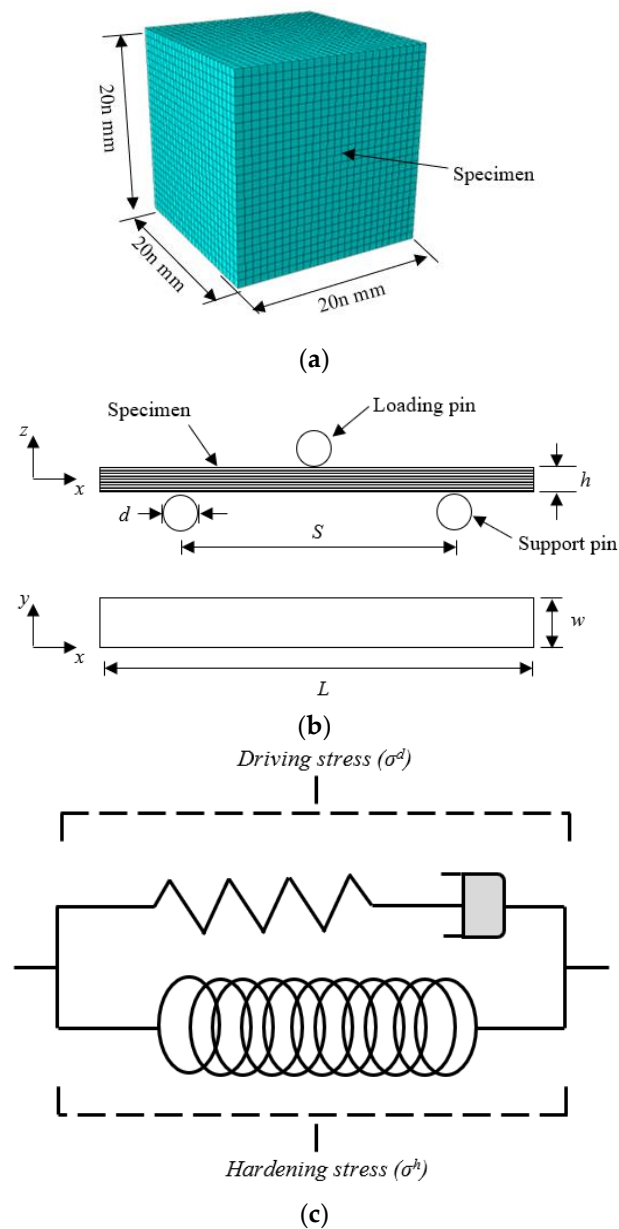 20n mm
Specimen
20n mm
20n mm
(a)
Specimen
Loading pin
z
x
h
d
S
Support pin
y
x
w
L
(b)
Driving stress (σᵈ)
Hardening stress (σʰ)
(c)